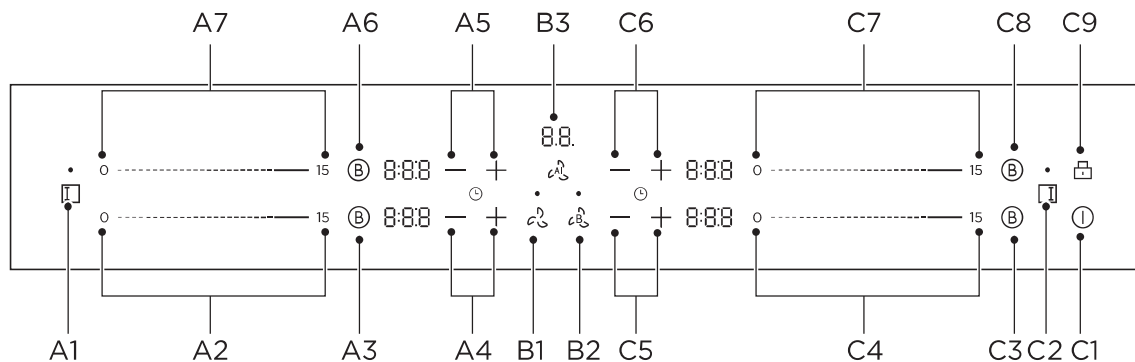 A7 A6 A5 B3 C6 C7 C8 C9
8.8.
0 15 B 8:8:8 − + AI − + 8:8:8 0 15 B
0 15 B 8:8:8 − + B − + 8:8:8 0 15 B
A1 A2 A3 A4 B1 B2 C5 C4 C3 C2 C1